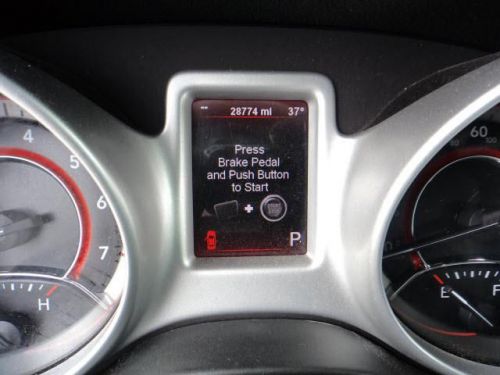 -- 28774 mi 37°
Press
Brake Pedal
and Push Button
to Start
+
P
4
5
6
7
H
60
E
F